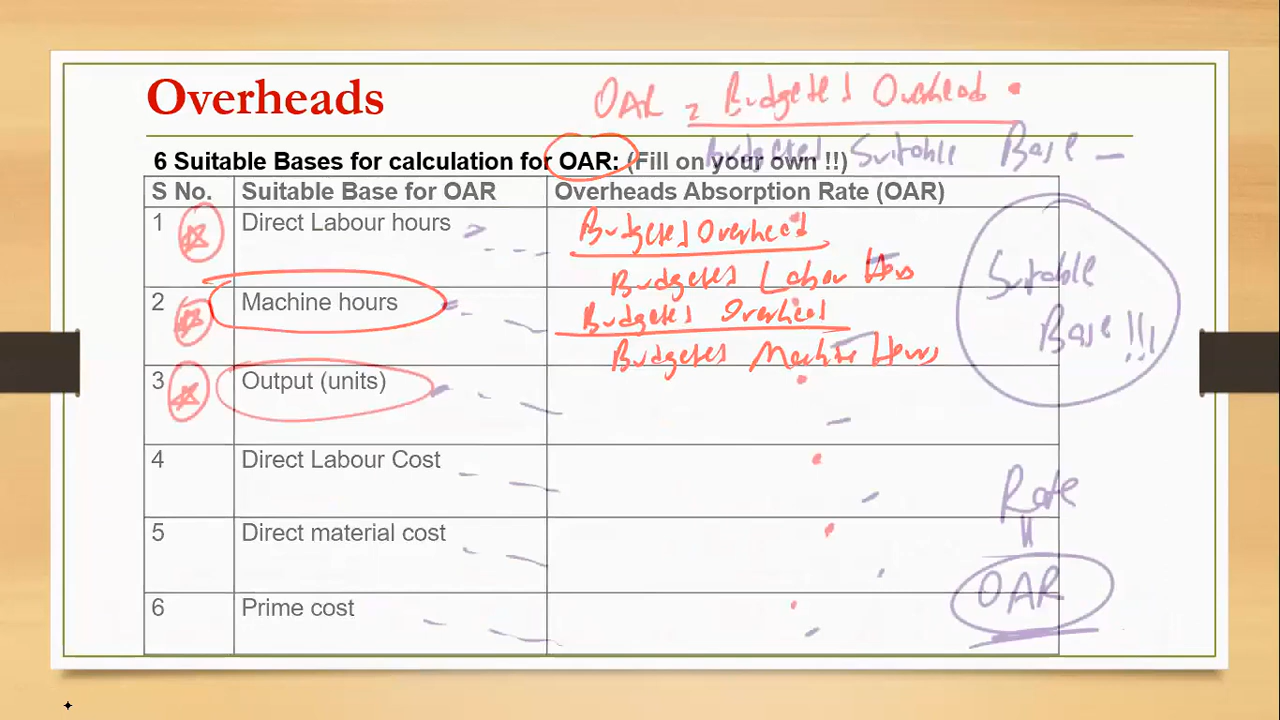 Overheads
OAR = Budgeted Overheads
Budgeted Suitable Base
6 Suitable Bases for calculation for OAR: (Fill on your own !!)
S No. Suitable Base for OAR Overheads Absorption Rate (OAR)
1 Direct Labour hours Budgeted Overhead
Budgeted Labor Hours
2 Machine hours Budgeted Overhead
Budgeted Machine Hours
3 Output (units)
4 Direct Labour Cost
5 Direct material cost
6 Prime cost
Suitable
Base!!!
Rate
OAR